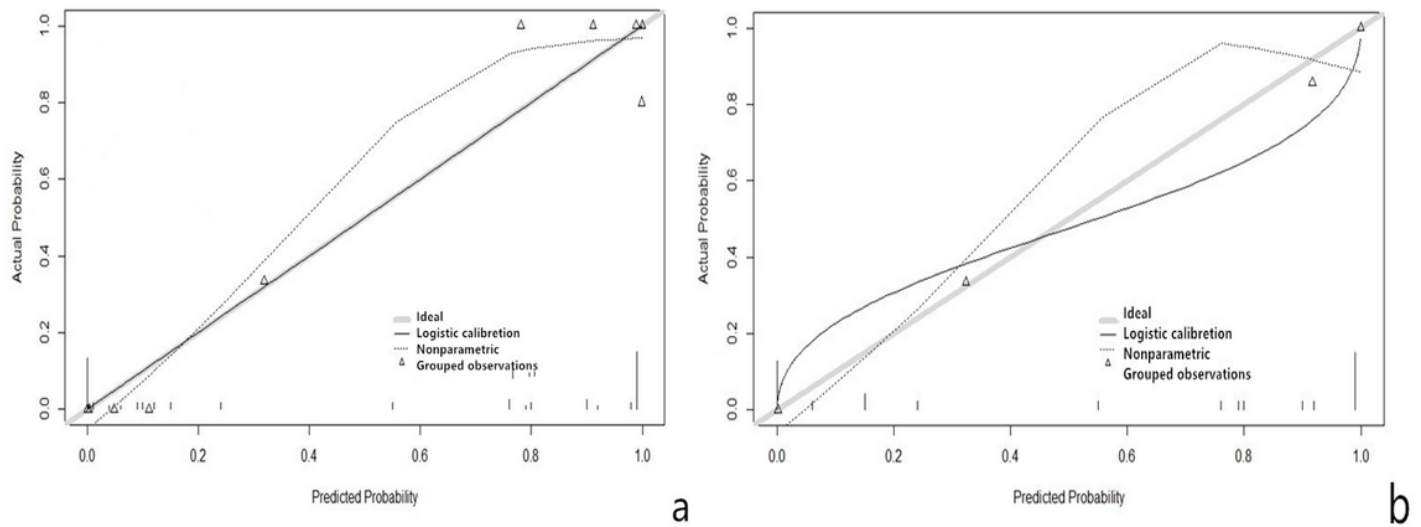 Actual Probability
1.0
0.8
0.6
0.4
0.2
0.0
Ideal
Logistic calibretion
Nonparametric
Grouped observations
0.0 0.2 0.4 0.6 0.8 1.0
Predicted Probability
a
Actual Probability
1.0
0.8
0.6
0.4
0.2
0.0
Ideal
Logistic calibretion
Nonparametric
Grouped observations
0.0 0.2 0.4 0.6 0.8 1.0
Predicted Probability
b